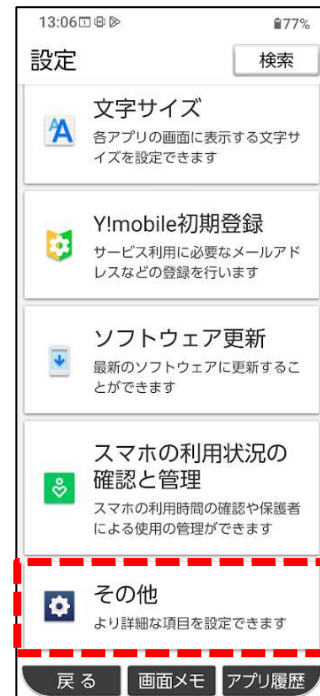 13:06
77%
設定
検索
文字サイズ
各アプリの画面に表示する文字サ
イズを設定できます
Y!mobile初期登録
サービス利用に必要なメールアド
レスなどの登録を行います
ソフトウェア更新
最新のソフトウェアに更新するこ
とができます
スマホの利用状況の
確認と管理
スマホの利用時間の確認や保護者
による使用の管理ができます
その他
より詳細な項目を設定できます
戻る
画面メモ
アプリ履歴